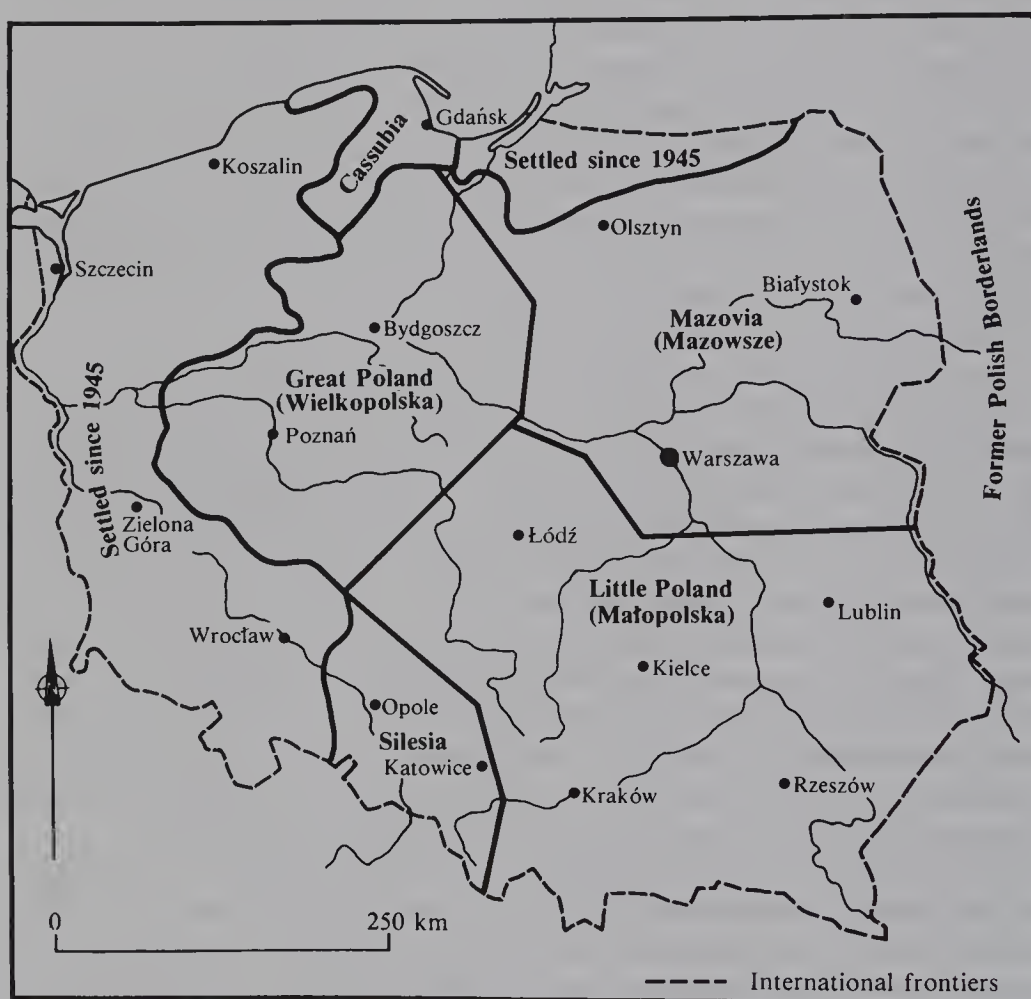 Gdańsk
Cassubia
Settled since 1945
Koszalin
Olsztyn
Former Polish Borderlands
Szczecin
Białystok
Bydgoszcz
Mazovia
(Mazowsze)
Great Poland
(Wielkopolska)
Settled since 1945
Poznań
Warszawa
Zielona
Góra
Łódź
Little Poland
(Małopolska)
Lublin
Wrocław
Kielce
Opole
Silesia
Katowice
Kraków
Rzeszów
0 250 km
International frontiers